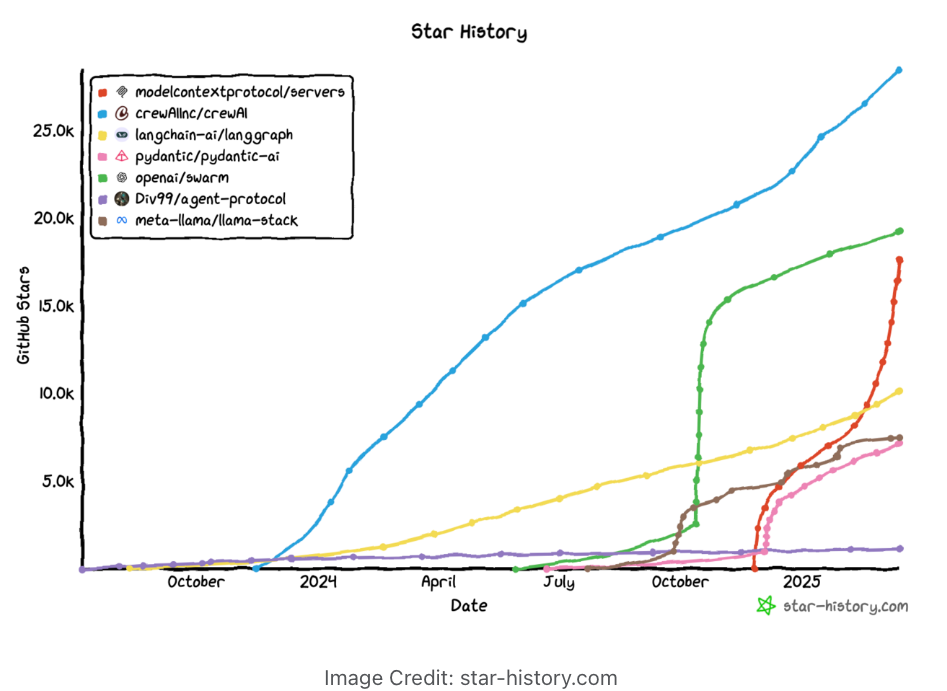 Star History
modelcontextprotocol/servers
crewAIInc/crewAI
langchain-ai/langgraph
pydantic/pydantic-ai
openai/swarm
Div99/agent-protocol
meta-llama/llama-stack
GitHub Stars
25.0k
20.0k
15.0k
10.0k
5.0k
October
2024
April
July
October
2025
Date
star-history.com
Image Credit: star-history.com